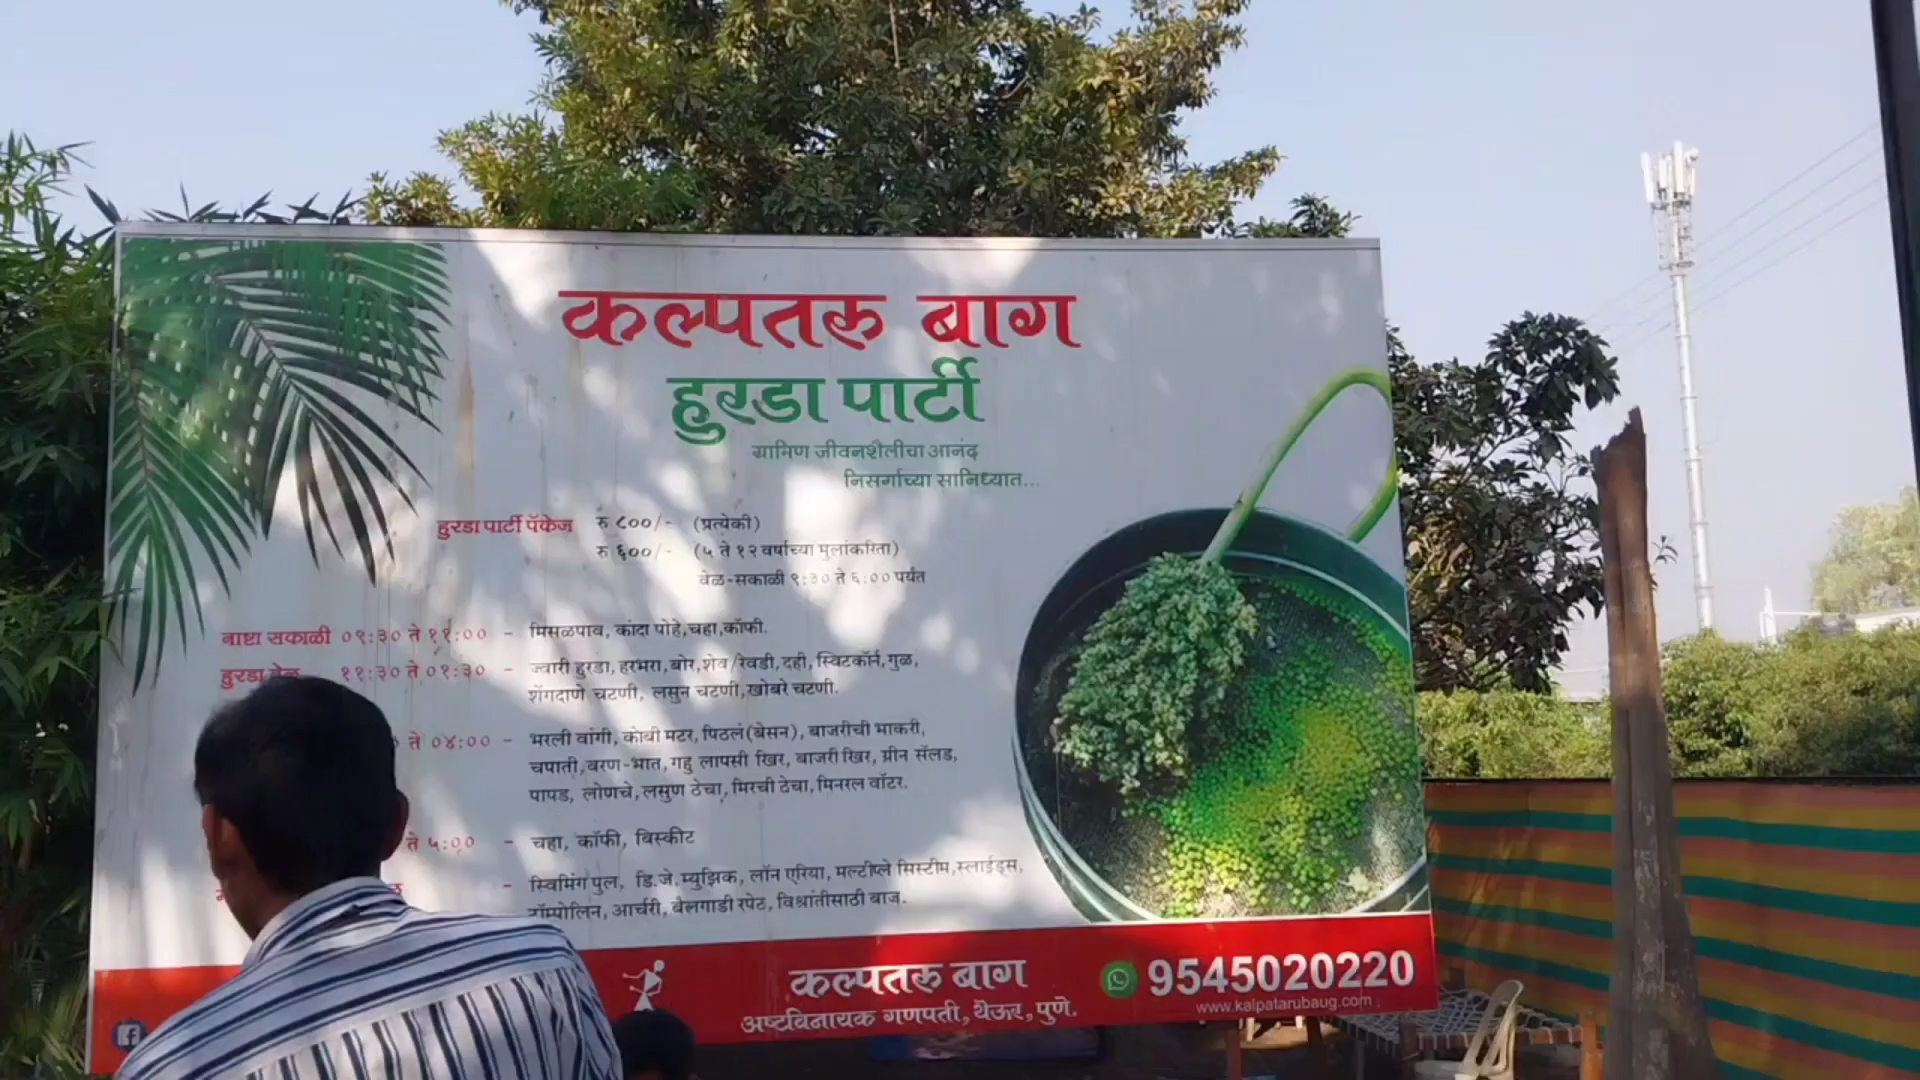 कल्पतरू बाग
हुरडा पार्टी
ग्रामिण जीवनशैलीचा आनंद
निसर्गाच्या सानिध्यात...
हुरडा पार्टी पॅकेज रु ८००/- (प्रत्येकी)
रु ६००/- (५ ते १२ वर्षाच्या मुलांकरिता)
वेळ-सकाळी ९:३० ते ६:०० पर्यंत
नाष्टा सकाळी ०९:३० ते ११:०० - मिसळपाव, कांदा पोहे,चहा,कॉफी.
हुरडा वेळ ११:३० ते ०१:३० - ज्वारी हुरडा, हरभरा, बोर, शेव/रेवडी, दही, स्विटकॉर्न, गुळ,
शेंगदाणे चटणी, लसुन चटणी, खोबरे चटणी.
ते ०४:०० - भरली वांगी, कोबी मटर, पिठलं(बेसन), बाजरीची भाकरी,
चपाती, वरण-भात, गहु लापसी खिर, बाजरी खिर, ग्रीन सॅलड,
पापड, लोणचे, लसुण ठेचा, मिरची ठेचा, मिनरल वॉटर.
ते ५:०० - चहा, कॉफी, बिस्कीट
- स्विमिंग पुल, डि.जे.म्युझिक, लॉन एरिया, मल्टीप्ले सिस्टीम,स्लाईड्स,
ट्रॉम्पोलिन, आर्चरी, बैलगाडी रपेट, विश्रांतीसाठी बाज.
कल्पतरू बाग 9545020220
अष्टविनायक गणपती, थेऊर, पुणे. www.kalpatarubaug.com